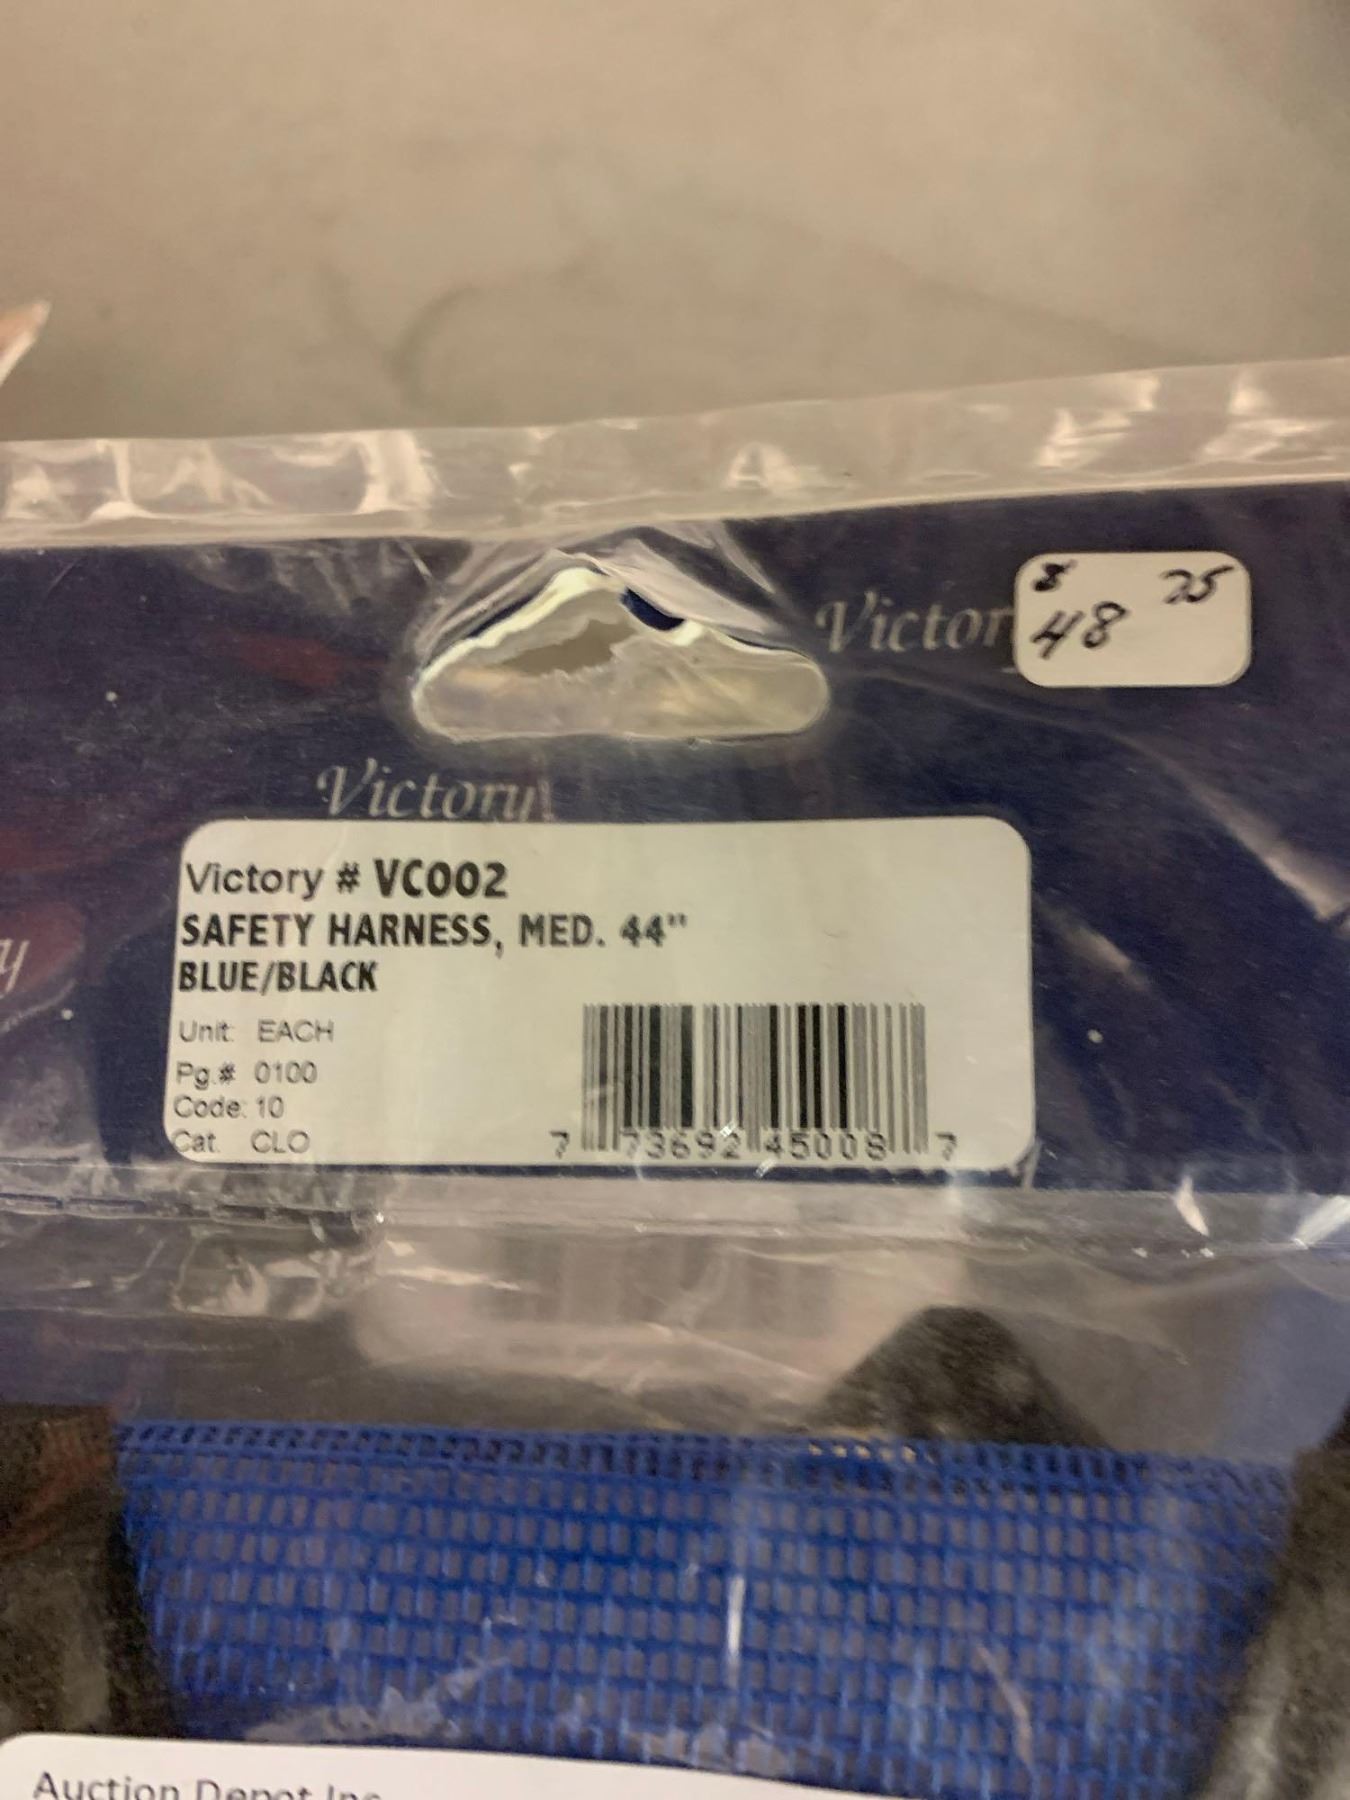 Victor
$ 48 25
Victory
y
Victory # VC002
SAFETY HARNESS, MED. 44"
BLUE/BLACK
Unit: EACH
Pg.# 0100
Code: 10
Cat. CLO
7 73692 45008 7
Auction Depot Inc